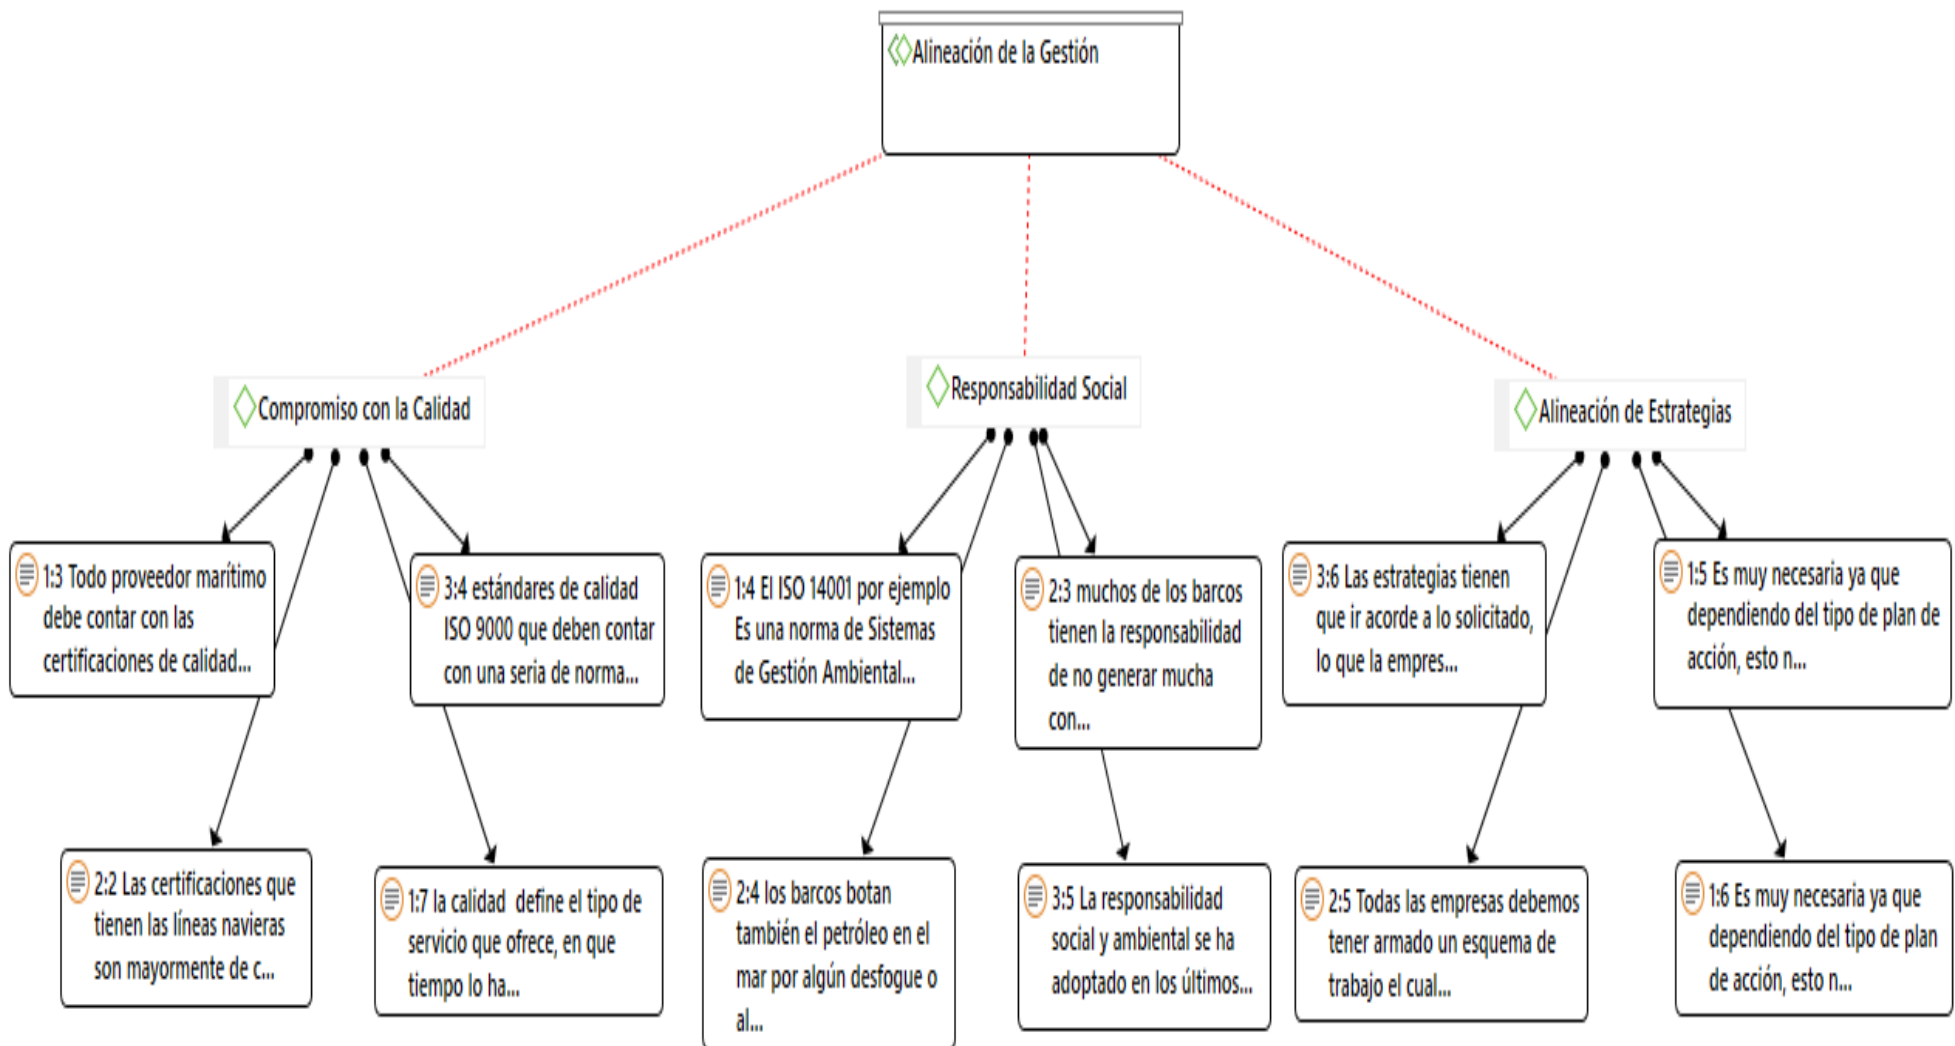 Alineación de la Gestión
Compromiso con la Calidad
Responsabilidad Social
Alineación de Estrategias
1:3 Todo proveedor marítimo
debe contar con las
certificaciones de calidad...
3:4 estándares de calidad
ISO 9000 que deben contar
con una seria de norma...
1:4 El ISO 14001 por ejemplo
Es una norma de Sistemas
de Gestión Ambiental...
2:3 muchos de los barcos
tienen la responsabilidad
de no generar mucha
con...
3:6 Las estrategias tienen
que ir acorde a lo solicitado,
lo que la empres...
1:5 Es muy necesaria ya que
dependiendo del tipo de plan de
acción, esto n...
2:2 Las certificaciones que
tienen las líneas navieras
son mayormente de c...
1:7 la calidad  define el tipo de
servicio que ofrece, en que
tiempo lo ha...
2:4 los barcos botan
también el petróleo en el
mar por algún desfogue o
al...
3:5 La responsabilidad
social y ambiental se ha
adoptado en los últimos...
2:5 Todas las empresas debemos
tener armado un esquema de
trabajo el cual...
1:6 Es muy necesaria ya que
dependiendo del tipo de plan
de acción, esto n...